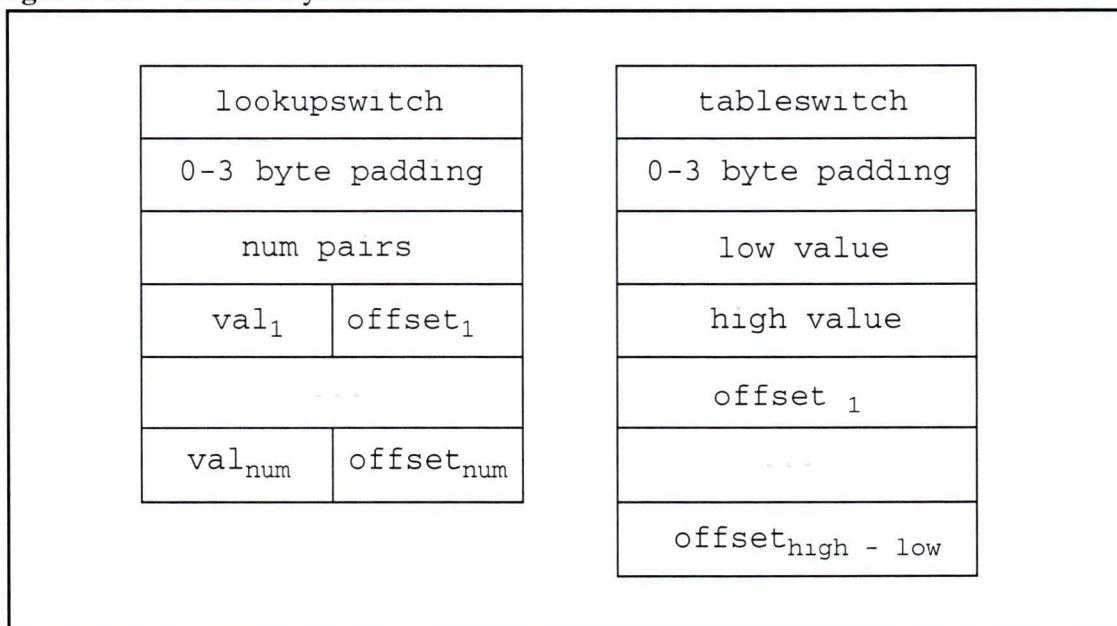 lookupswitch
0-3 byte padding
num pairs
val1 offset1
...
valnum offsetnum
tableswitch
0-3 byte padding
low value
high value
offset 1
...
offsethigh - low